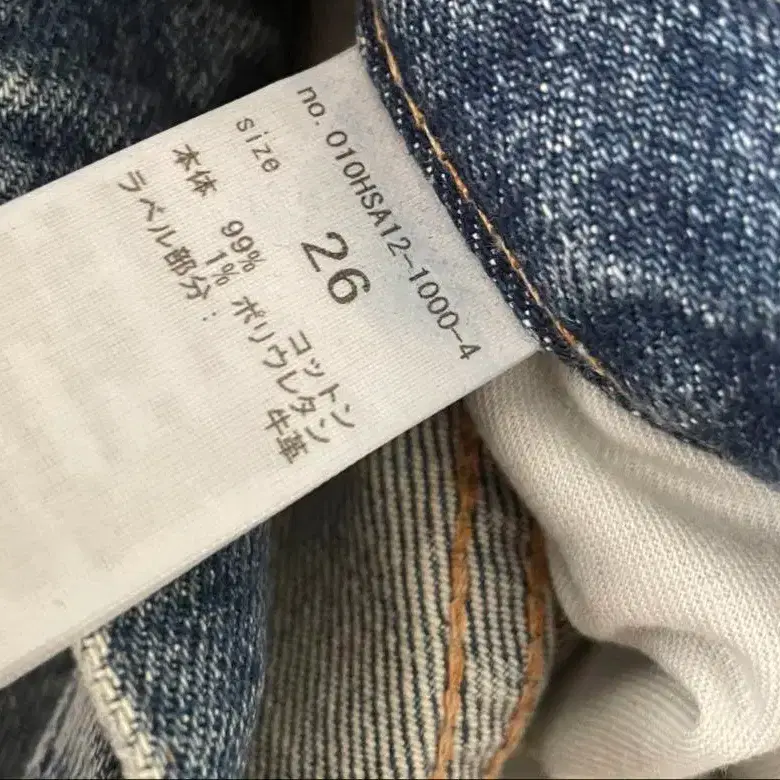 no. 010HSA12-1000-4
size 26
本体 99% コットン
1% ポリウレタン
ラベル部分: 牛革